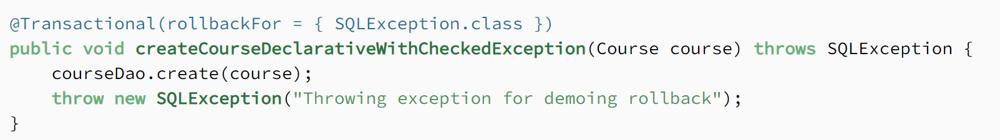 @Transactional(rollbackFor = { SQLException.class })
public void createCourseDeclarativeWithCheckedException(Course course) throws SQLException {
    courseDao.create(course);
    throw new SQLException("Throwing exception for demoing rollback");
}